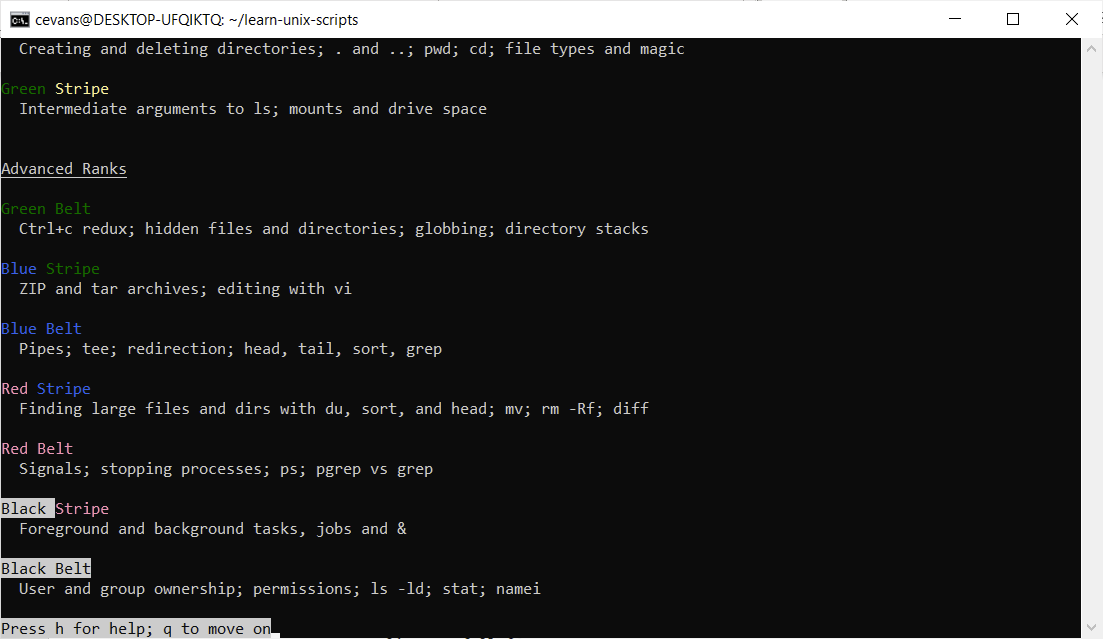 cevans@DESKTOP-UFQIKTQ: ~/learn-unix-scripts
Creating and deleting directories; . and ..; pwd; cd; file types and magic
Green Stripe
Intermediate arguments to ls; mounts and drive space
Advanced Ranks
Green Belt
Ctrl+c redux; hidden files and directories; globbing; directory stacks
Blue Stripe
ZIP and tar archives; editing with vi
Blue Belt
Pipes; tee; redirection; head, tail, sort, grep
Red Stripe
Finding large files and dirs with du, sort, and head; mv; rm -Rf; diff
Red Belt
Signals; stopping processes; ps; pgrep vs grep
Black Stripe
Foreground and background tasks, jobs and &
Black Belt
User and group ownership; permissions; ls -ld; stat; namei
Press h for help; q to move on